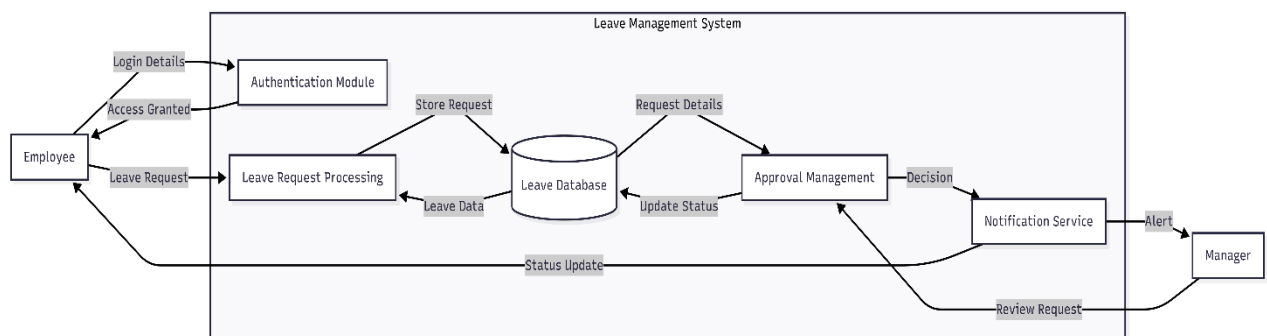 Leave Management System
Login Details
Authentication Module
Access Granted
Store Request
Request Details
Employee
Leave Request
Leave Request Processing
Leave Data
Leave Database
Update Status
Approval Management
Decision
Notification Service
Alert
Manager
Status Update
Review Request